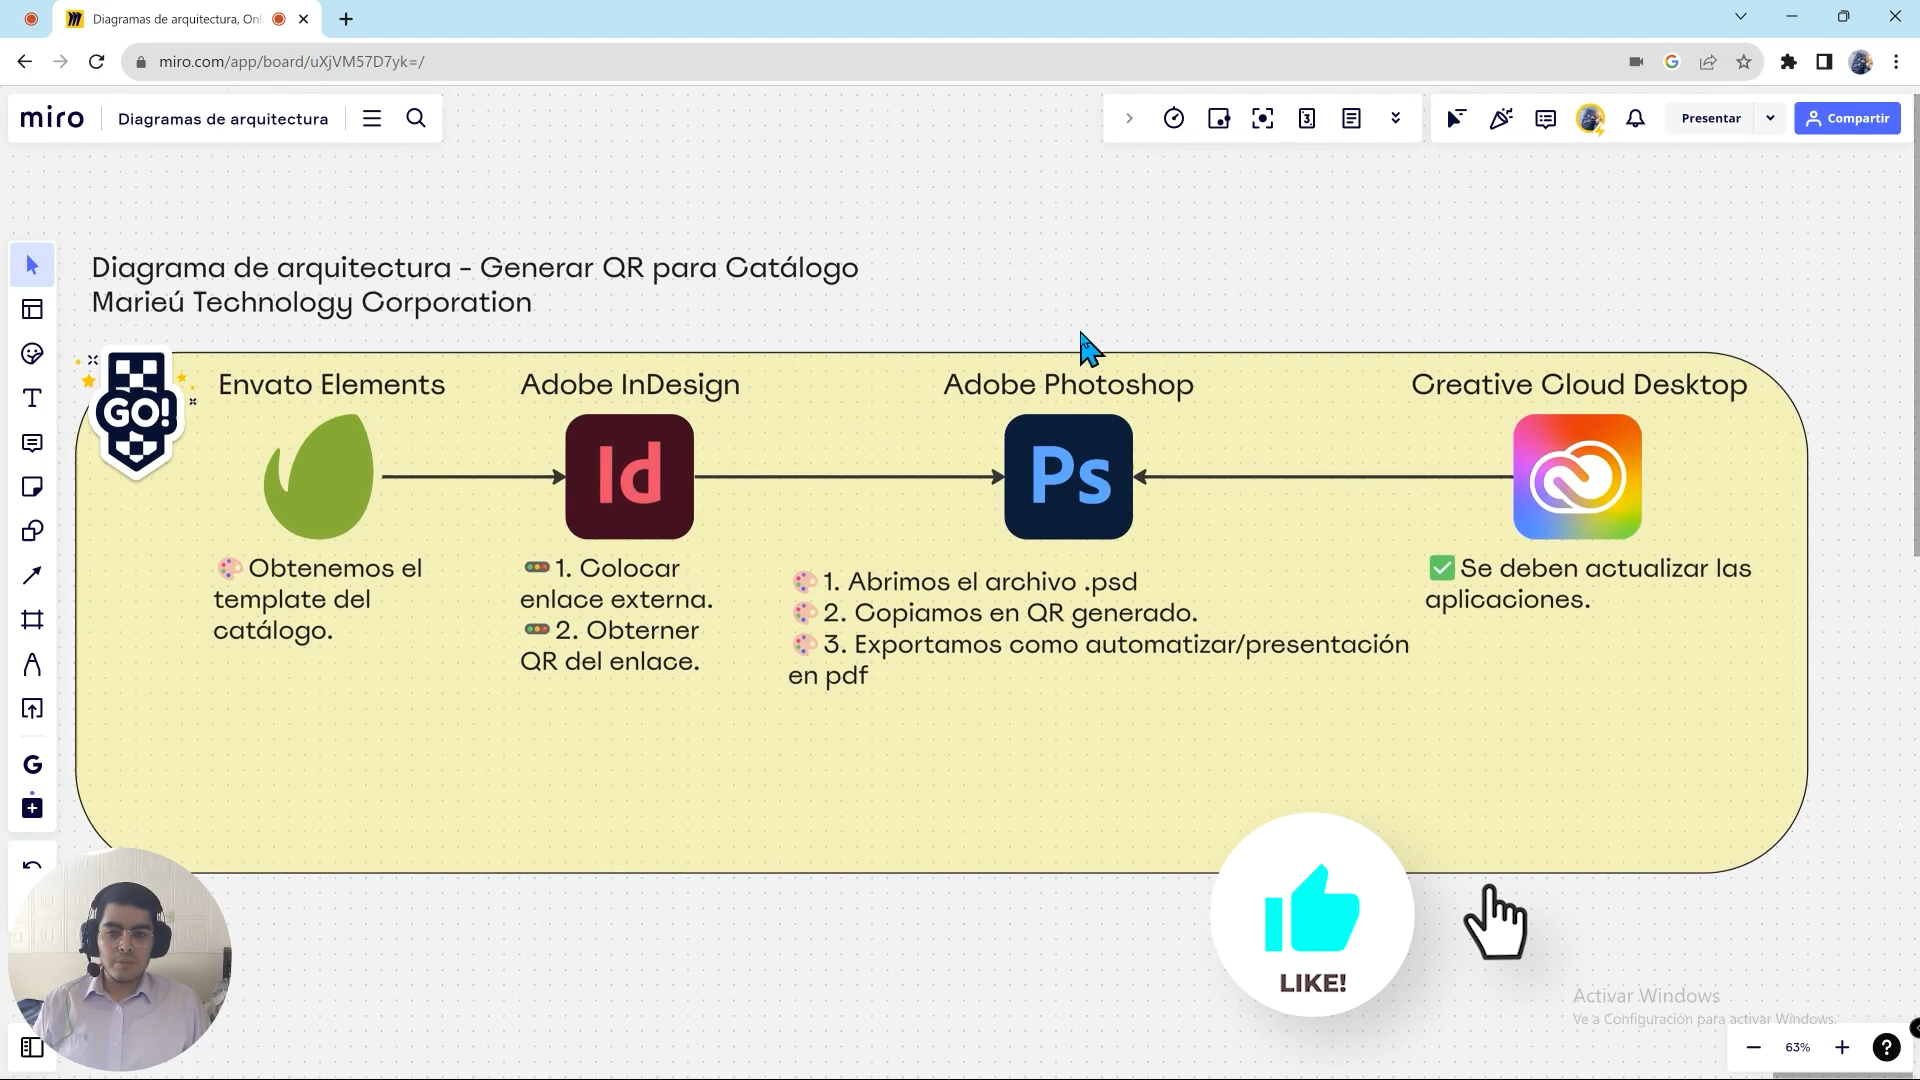 Diagramas de arquitectura, Onl
miro.com/app/board/uXjVM57D7yk=/
miro
Diagramas de arquitectura
3
Presentar
Compartir
Diagrama de arquitectura - Generar QR para Catálogo
Marieú Technology Corporation
GO!
Envato Elements
Adobe InDesign
Adobe Photoshop
Creative Cloud Desktop
Id
Ps
Obtenemos el
template del
catálogo.
1. Colocar
enlace externa.
2. Obterner
QR del enlace.
1. Abrimos el archivo .psd
2. Copiamos en QR generado.
3. Exportamos como automatizar/presentación
en pdf
Se deben actualizar las
aplicaciones.
LIKE!
Activar Windows
Ve a Configuración para activar Windows.
63%